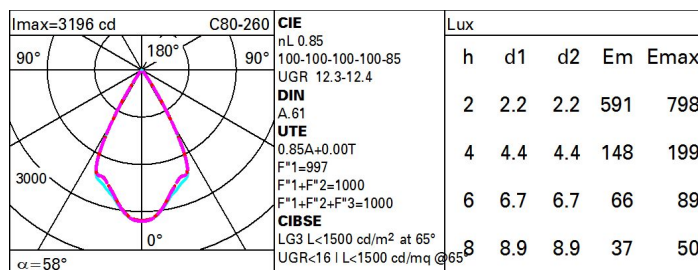 Imax=3196 cd C80-260
90° 180° 90°
3000
0°
α=58°
CIE
nL 0.85
100-100-100-100-85
UGR 12.3-12.4
DIN
A.61
UTE
0.85A+0.00T
F"1=997
F"1+F"2=1000
F"1+F"2+F"3=1000
CIBSE
LG3 L<1500 cd/m² at 65°
UGR<16 | L<1500 cd/mq @65°
Lux
h d1 d2 Em Emax
2 2.2 2.2 591 798
4 4.4 4.4 148 199
6 6.7 6.7 66 89
8 8.9 8.9 37 50